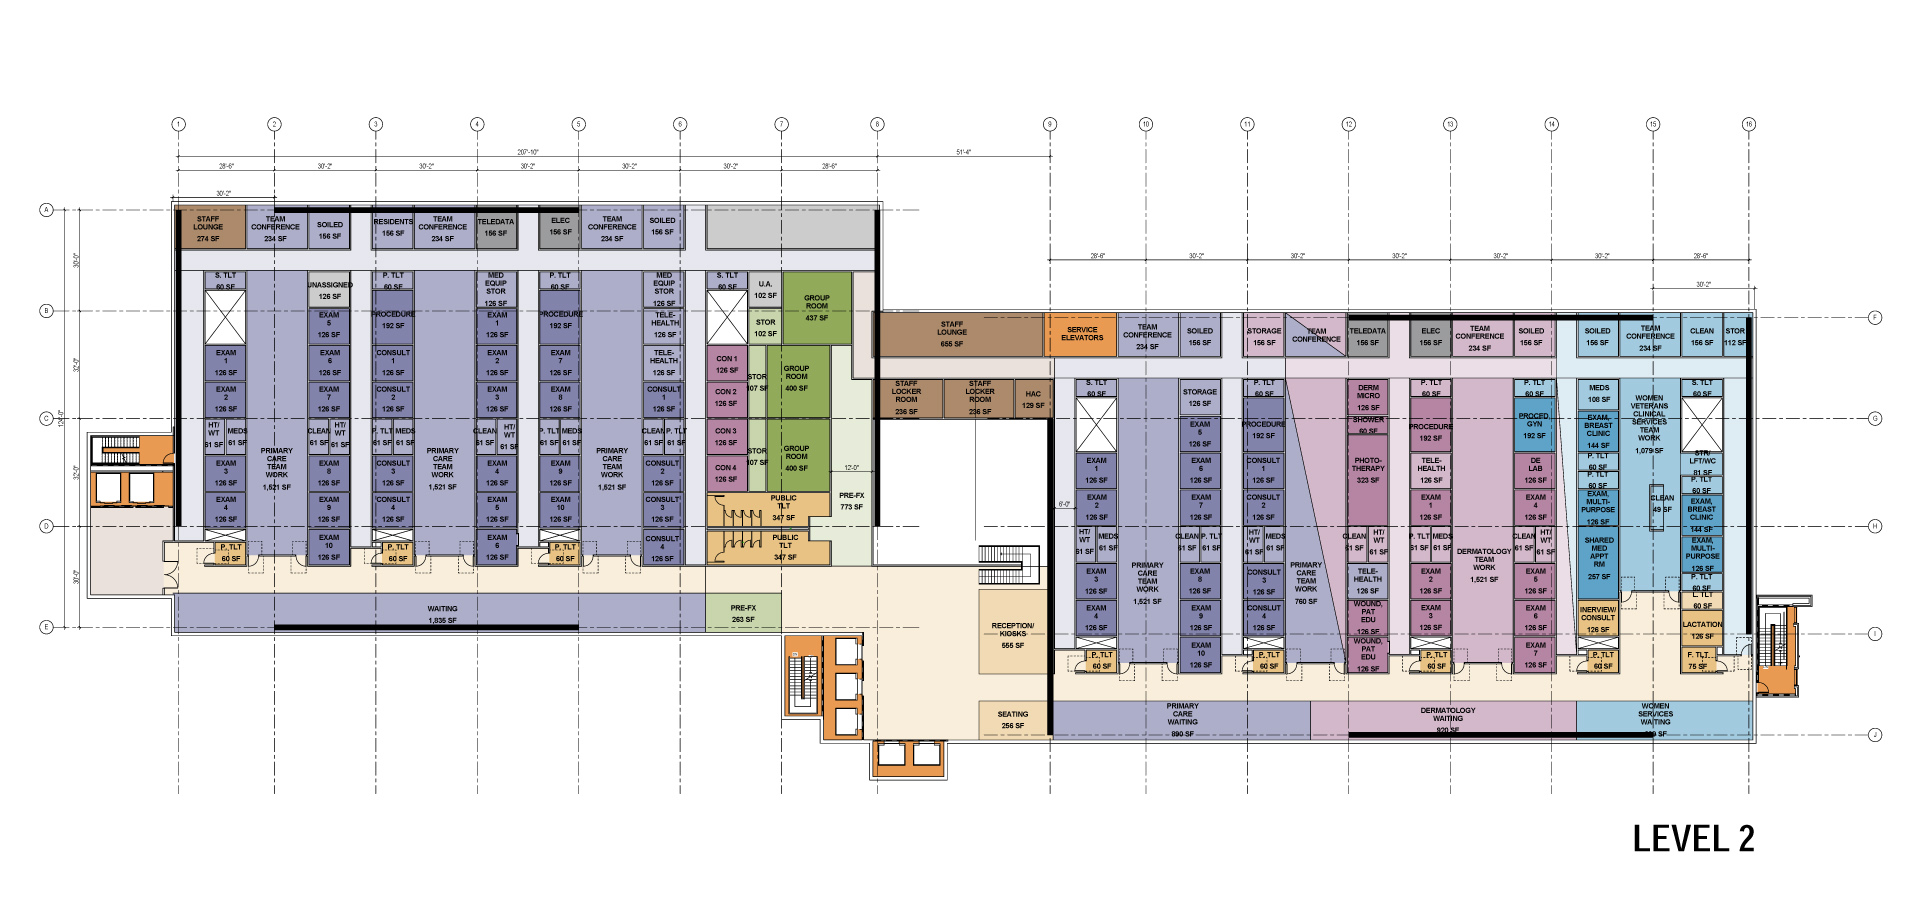 1
2
3
4
5
6
7
8
9
10
11
12
13
14
15
16
207'-10"
51'-4"
28'-6"
30'-2"
30'-2"
30'-2"
30'-2"
30'-2"
28'-6"
30'-2"
A
B
C
D
E
30'-0"
32'-0"
32'-0"
30'-0"
STAFF
LOUNGE
274 SF
TEAM
CONFERENCE
234 SF
SOILED
156 SF
RESIDENTS
156 SF
TEAM
CONFERENCE
234 SF
TELEDATA
156 SF
ELEC
156 SF
TEAM
CONFERENCE
234 SF
SOILED
156 SF
S. TLT
60 SF
EXAM
1
126 SF
EXAM
2
126 SF
HT/
WT
61 SF
MEDS
61 SF
EXAM
3
126 SF
EXAM
4
126 SF
P. TLT
60 SF
PRIMARY
CARE
TEAM
WORK
1,521 SF
UNASSIGNED
126 SF
EXAM
5
126 SF
EXAM
6
126 SF
EXAM
7
126 SF
CLEAN
61 SF
HT/
WT
61 SF
EXAM
8
126 SF
EXAM
9
126 SF
EXAM
10
126 SF
P. TLT
60 SF
PROCEDURE
192 SF
CONSULT
1
126 SF
CONSULT
2
126 SF
P. TLT
61 SF
MEDS
61 SF
CONSULT
3
126 SF
CONSULT
4
126 SF
P. TLT
60 SF
PRIMARY
CARE
TEAM
WORK
1,521 SF
MED
EQUIP
STOR
126 SF
EXAM
1
126 SF
EXAM
2
126 SF
EXAM
3
126 SF
CLEAN
61 SF
HT/
WT
61 SF
EXAM
4
126 SF
EXAM
5
126 SF
EXAM
6
126 SF
P. TLT
60 SF
PROCEDURE
192 SF
EXAM
7
126 SF
EXAM
8
126 SF
P. TLT
61 SF
MEDS
61 SF
EXAM
9
126 SF
EXAM
10
126 SF
P. TLT
60 SF
PRIMARY
CARE
TEAM
WORK
1,521 SF
MED
EQUIP
STOR
126 SF
TELE-
HEALTH
126 SF
TELE-
HEALTH
126 SF
CONSULT
1
126 SF
CLEAN
61 SF
P. TLT
61 SF
CONSULT
2
126 SF
CONSULT
3
126 SF
CONSULT
4
126 SF
S. TLT
60 SF
U.A.
102 SF
STOR
102 SF
GROUP
ROOM
437 SF
CON 1
126 SF
CON 2
126 SF
CON 3
126 SF
CON 4
126 SF
STOR
107 SF
GROUP
ROOM
400 SF
STOR
107 SF
GROUP
ROOM
400 SF
12'-0"
PUBLIC
TLT
347 SF
PUBLIC
TLT
347 SF
PRE-FX
773 SF
WAITING
1,835 SF
PRE-FX
263 SF
28'-6"
30'-2"
30'-2"
30'-2"
30'-2"
30'-2"
28'-6"
30'-2"
F
G
H
I
J
STAFF
LOUNGE
655 SF
SERVICE
ELEVATORS
TEAM
CONFERENCE
234 SF
SOILED
156 SF
STORAGE
156 SF
TEAM
CONFERENCE
TELEDATA
156 SF
ELEC
156 SF
TEAM
CONFERENCE
234 SF
SOILED
156 SF
SOILED
156 SF
TEAM
CONFERENCE
234 SF
CLEAN
156 SF
STOR
112 SF
STAFF
LOCKER
ROOM
236 SF
STAFF
LOCKER
ROOM
236 SF
HAC
129 SF
RECEPTION/
KIOSKS
555 SF
SEATING
256 SF
6'-0"
S. TLT
60 SF
EXAM
1
126 SF
EXAM
2
126 SF
HT/
WT
61 SF
MEDS
61 SF
EXAM
3
126 SF
EXAM
4
126 SF
P. TLT
60 SF
PRIMARY
CARE
TEAM
WORK
1,521 SF
STORAGE
126 SF
EXAM
5
126 SF
EXAM
6
126 SF
EXAM
7
126 SF
CLEAN
61 SF
P. TLT
61 SF
EXAM
8
126 SF
EXAM
9
126 SF
EXAM
10
126 SF
P. TLT
60 SF
PROCEDURE
192 SF
CONSULT
1
126 SF
CONSULT
2
126 SF
HT/
WT
61 SF
MEDS
61 SF
CONSULT
3
126 SF
CONSLUT
4
126 SF
P. TLT
60 SF
PRIMARY
CARE
TEAM
WORK
760 SF
DERM
MICRO
126 SF
SHOWER
60 SF
PHOTO-
THERAPY
323 SF
CLEAN
61 SF
HT/
WT
61 SF
TELE-
HEALTH
126 SF
WOUND,
PAT
EDU
126 SF
WOUND,
PAT
EDU
126 SF
P. TLT
60 SF
PROCEDURE
192 SF
TELE-
HEALTH
126 SF
EXAM
1
126 SF
P. TLT
61 SF
MEDS
61 SF
EXAM
2
126 SF
EXAM
3
126 SF
P. TLT
60 SF
DERMATOLOGY
TEAM
WORK
1,521 SF
P. TLT
60 SF
PROCED
GYN
192 SF
DE
LAB
126 SF
EXAM
4
126 SF
CLEAN
61 SF
HT/
WT
61 SF
EXAM
5
126 SF
EXAM
6
126 SF
EXAM
7
126 SF
MEDS
108 SF
EXAM,
BREAST
CLINIC
144 SF
P. TLT
60 SF
P. TLT
60 SF
EXAM,
MULTI-
PURPOSE
126 SF
SHARED
MED
APPT
RM
257 SF
INERVIEW/
CONSULT
126 SF
P. TLT
60 SF
WOMEN
VETERANS
CLINICAL
SERVICES
TEAM
WORK
1,079 SF
CLEAN
49 SF
S. TLT
60 SF
STR/
LFT/WC
81 SF
P. TLT
60 SF
EXAM,
BREAST
CLINIC
144 SF
EXAM,
MULTI-
PURPOSE
126 SF
P. TLT
60 SF
L. TLT
60 SF
LACTATION
126 SF
F. TLT
75 SF
PRIMARY
CARE
WAITING
890 SF
DERMATOLOGY
WAITING
920 SF
WOMEN
SERVICES
WAITING
LEVEL 2